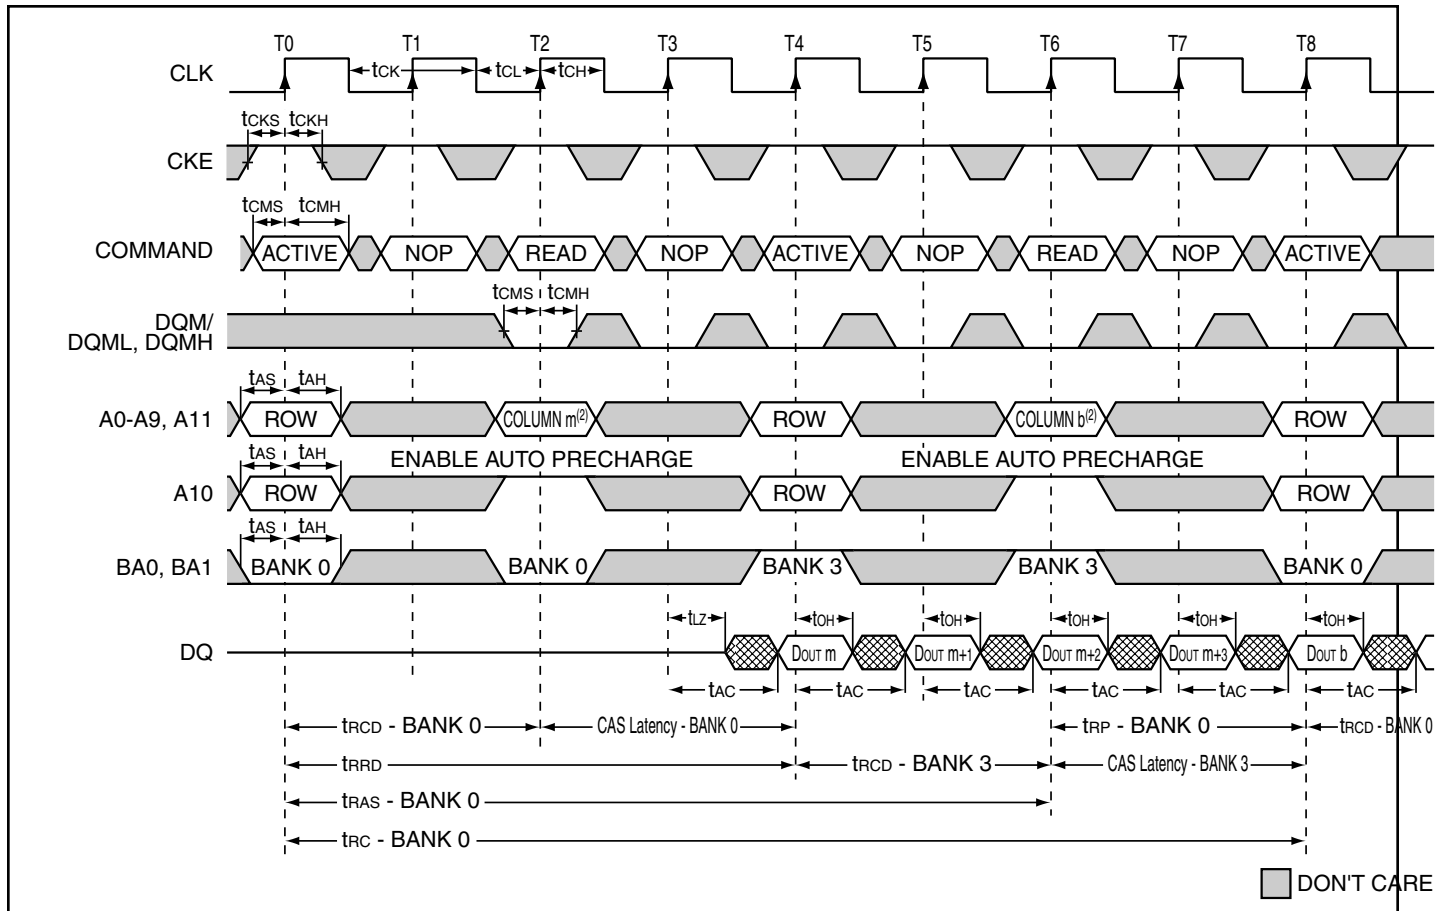 T0 T1 T2 T3 T4 T5 T6 T7 T8
CLK tCK tCL tCH
tCKS tCKH
CKE
tCMS tCMH
COMMAND ACTIVE NOP READ NOP ACTIVE NOP READ NOP ACTIVE
tCMS tCMH
DQM/
DQML, DQMH
tAS tAH
A0-A9, A11 ROW COLUMN m(2) ROW COLUMN b(2) ROW
tAS tAH ENABLE AUTO PRECHARGE ENABLE AUTO PRECHARGE
A10 ROW ROW ROW
tAS tAH
BA0, BA1 BANK 0 BANK 0 BANK 3 BANK 3 BANK 0
tLZ tOH tOH tOH tOH tOH
DQ DOUT m DOUT m+1 DOUT m+2 DOUT m+3 DOUT b
tAC tAC tAC tAC tAC tAC
tRCD - BANK 0 CAS Latency - BANK 0 tRP - BANK 0 tRCD - BANK 0
tRRD tRCD - BANK 3 CAS Latency - BANK 3
tRAS - BANK 0
tRC - BANK 0
DON'T CARE